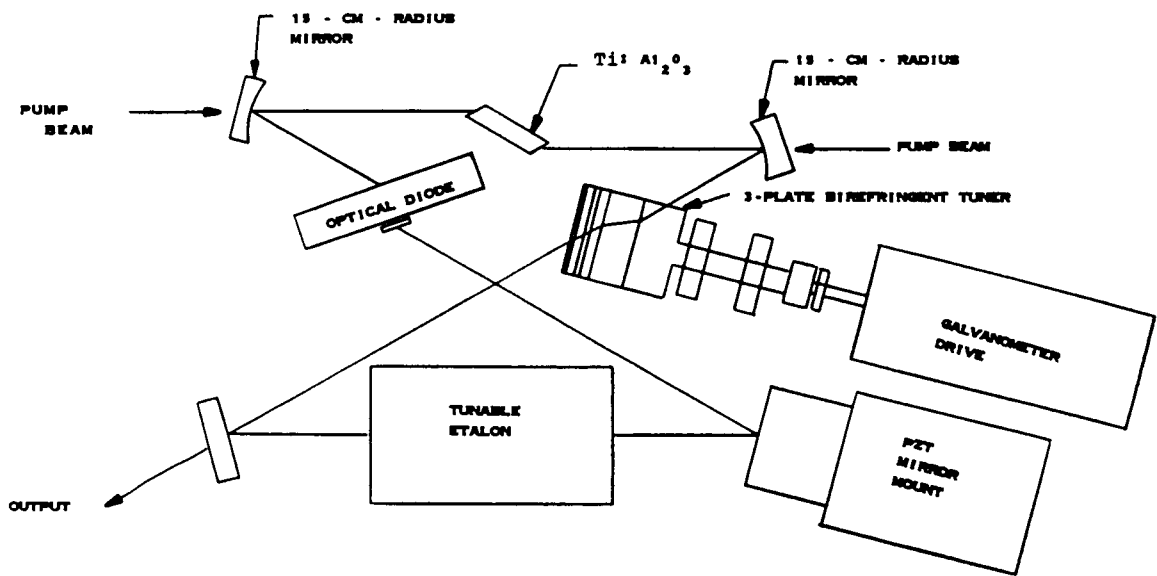 15 - CM - RADIUS
MIRROR
Ti: Al2O3
15 - CM - RADIUS
MIRROR
PUMP
BEAM
PUMP BEAM
OPTICAL DIODE
3-PLATE BIREFRINGENT TUNER
GALVANOMETER
DRIVE
TUNABLE
ETALON
PZT
MIRROR
MOUNT
OUTPUT